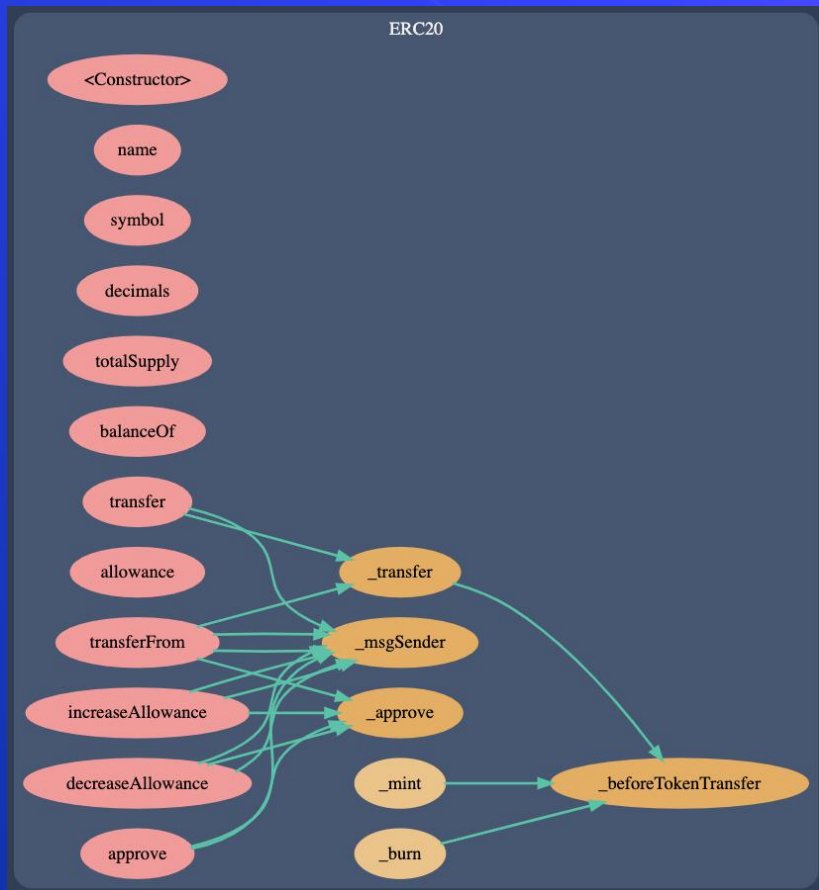 ERC20
<Constructor>
name
symbol
decimals
totalSupply
balanceOf
transfer
allowance
_transfer
transferFrom
_msgSender
increaseAllowance
_approve
decreaseAllowance
_mint
_beforeTokenTransfer
approve
_burn